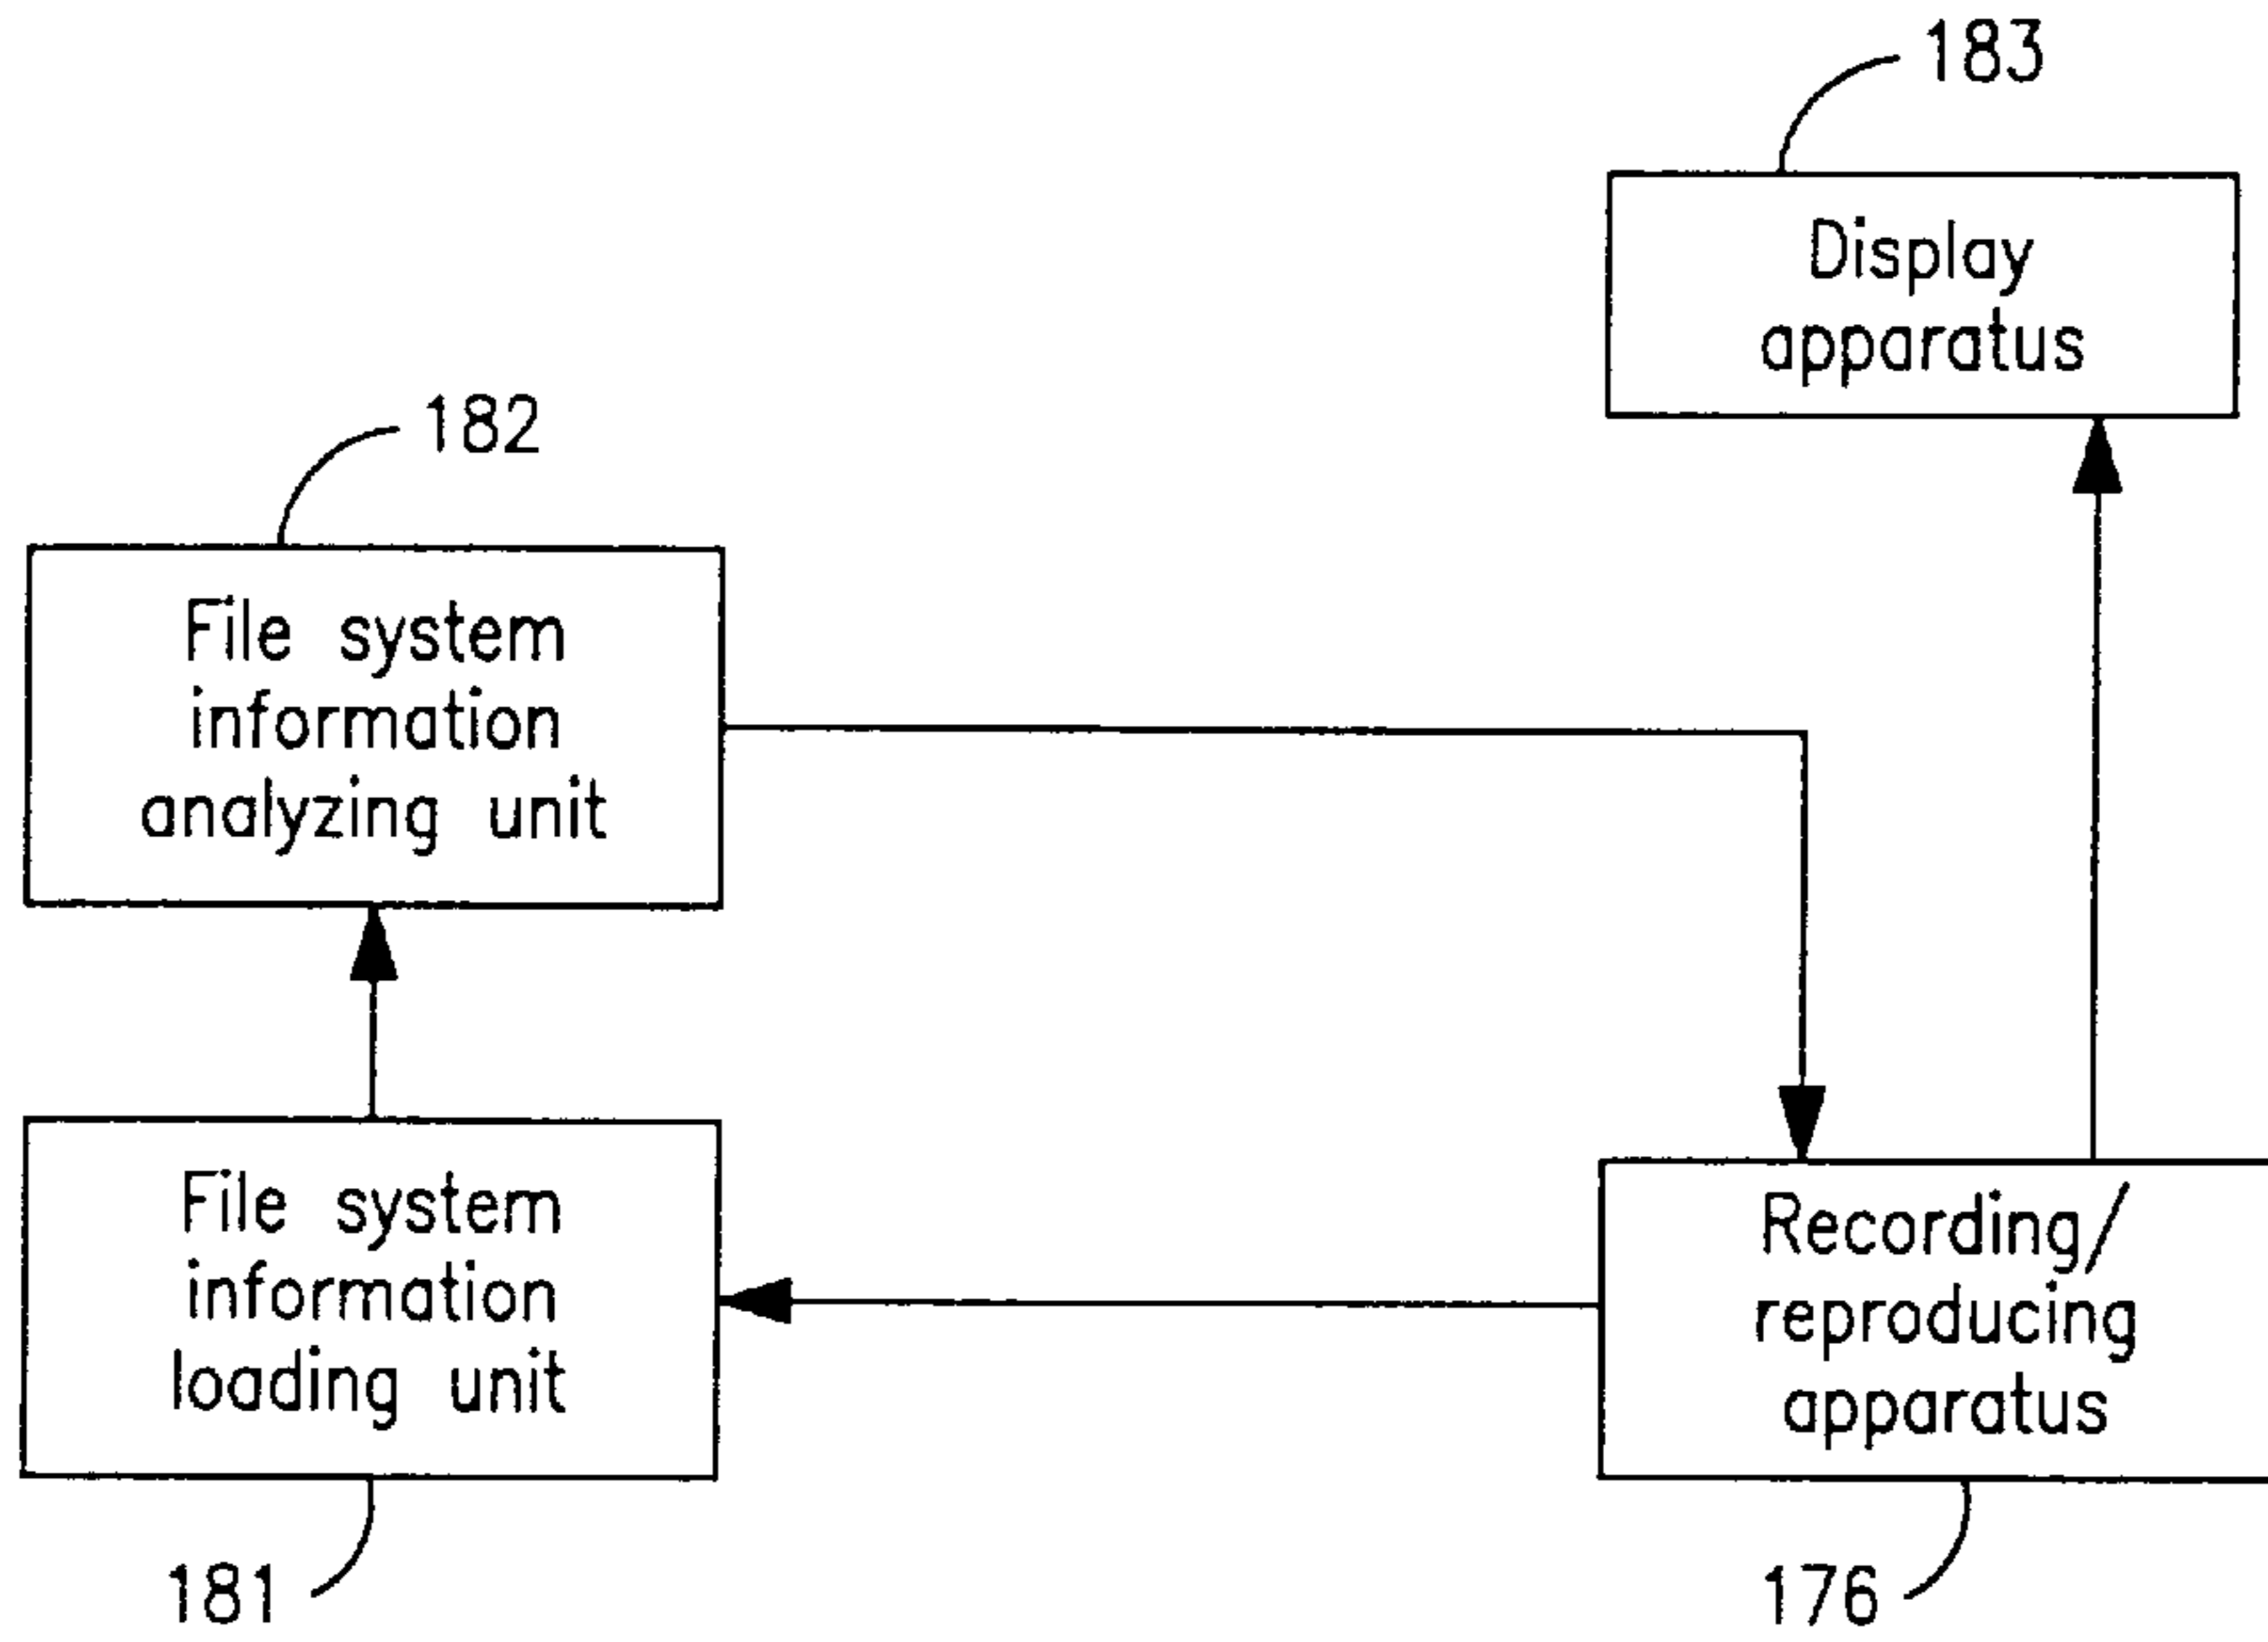 183
Display
apparatus
182
File system
information
analyzing unit
File system
information
loading unit
181
Recording/
reproducing
apparatus
176